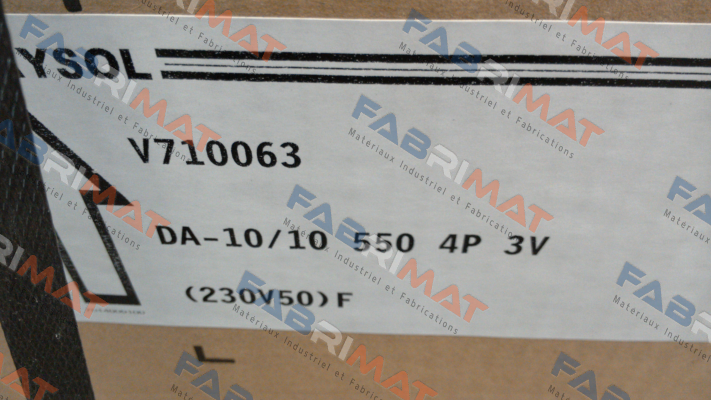 YSOL
V710063
DA-10/10 550 4P 3V
(230V50)F
FABRIMAT
Matériaux Industriel et Fabrications